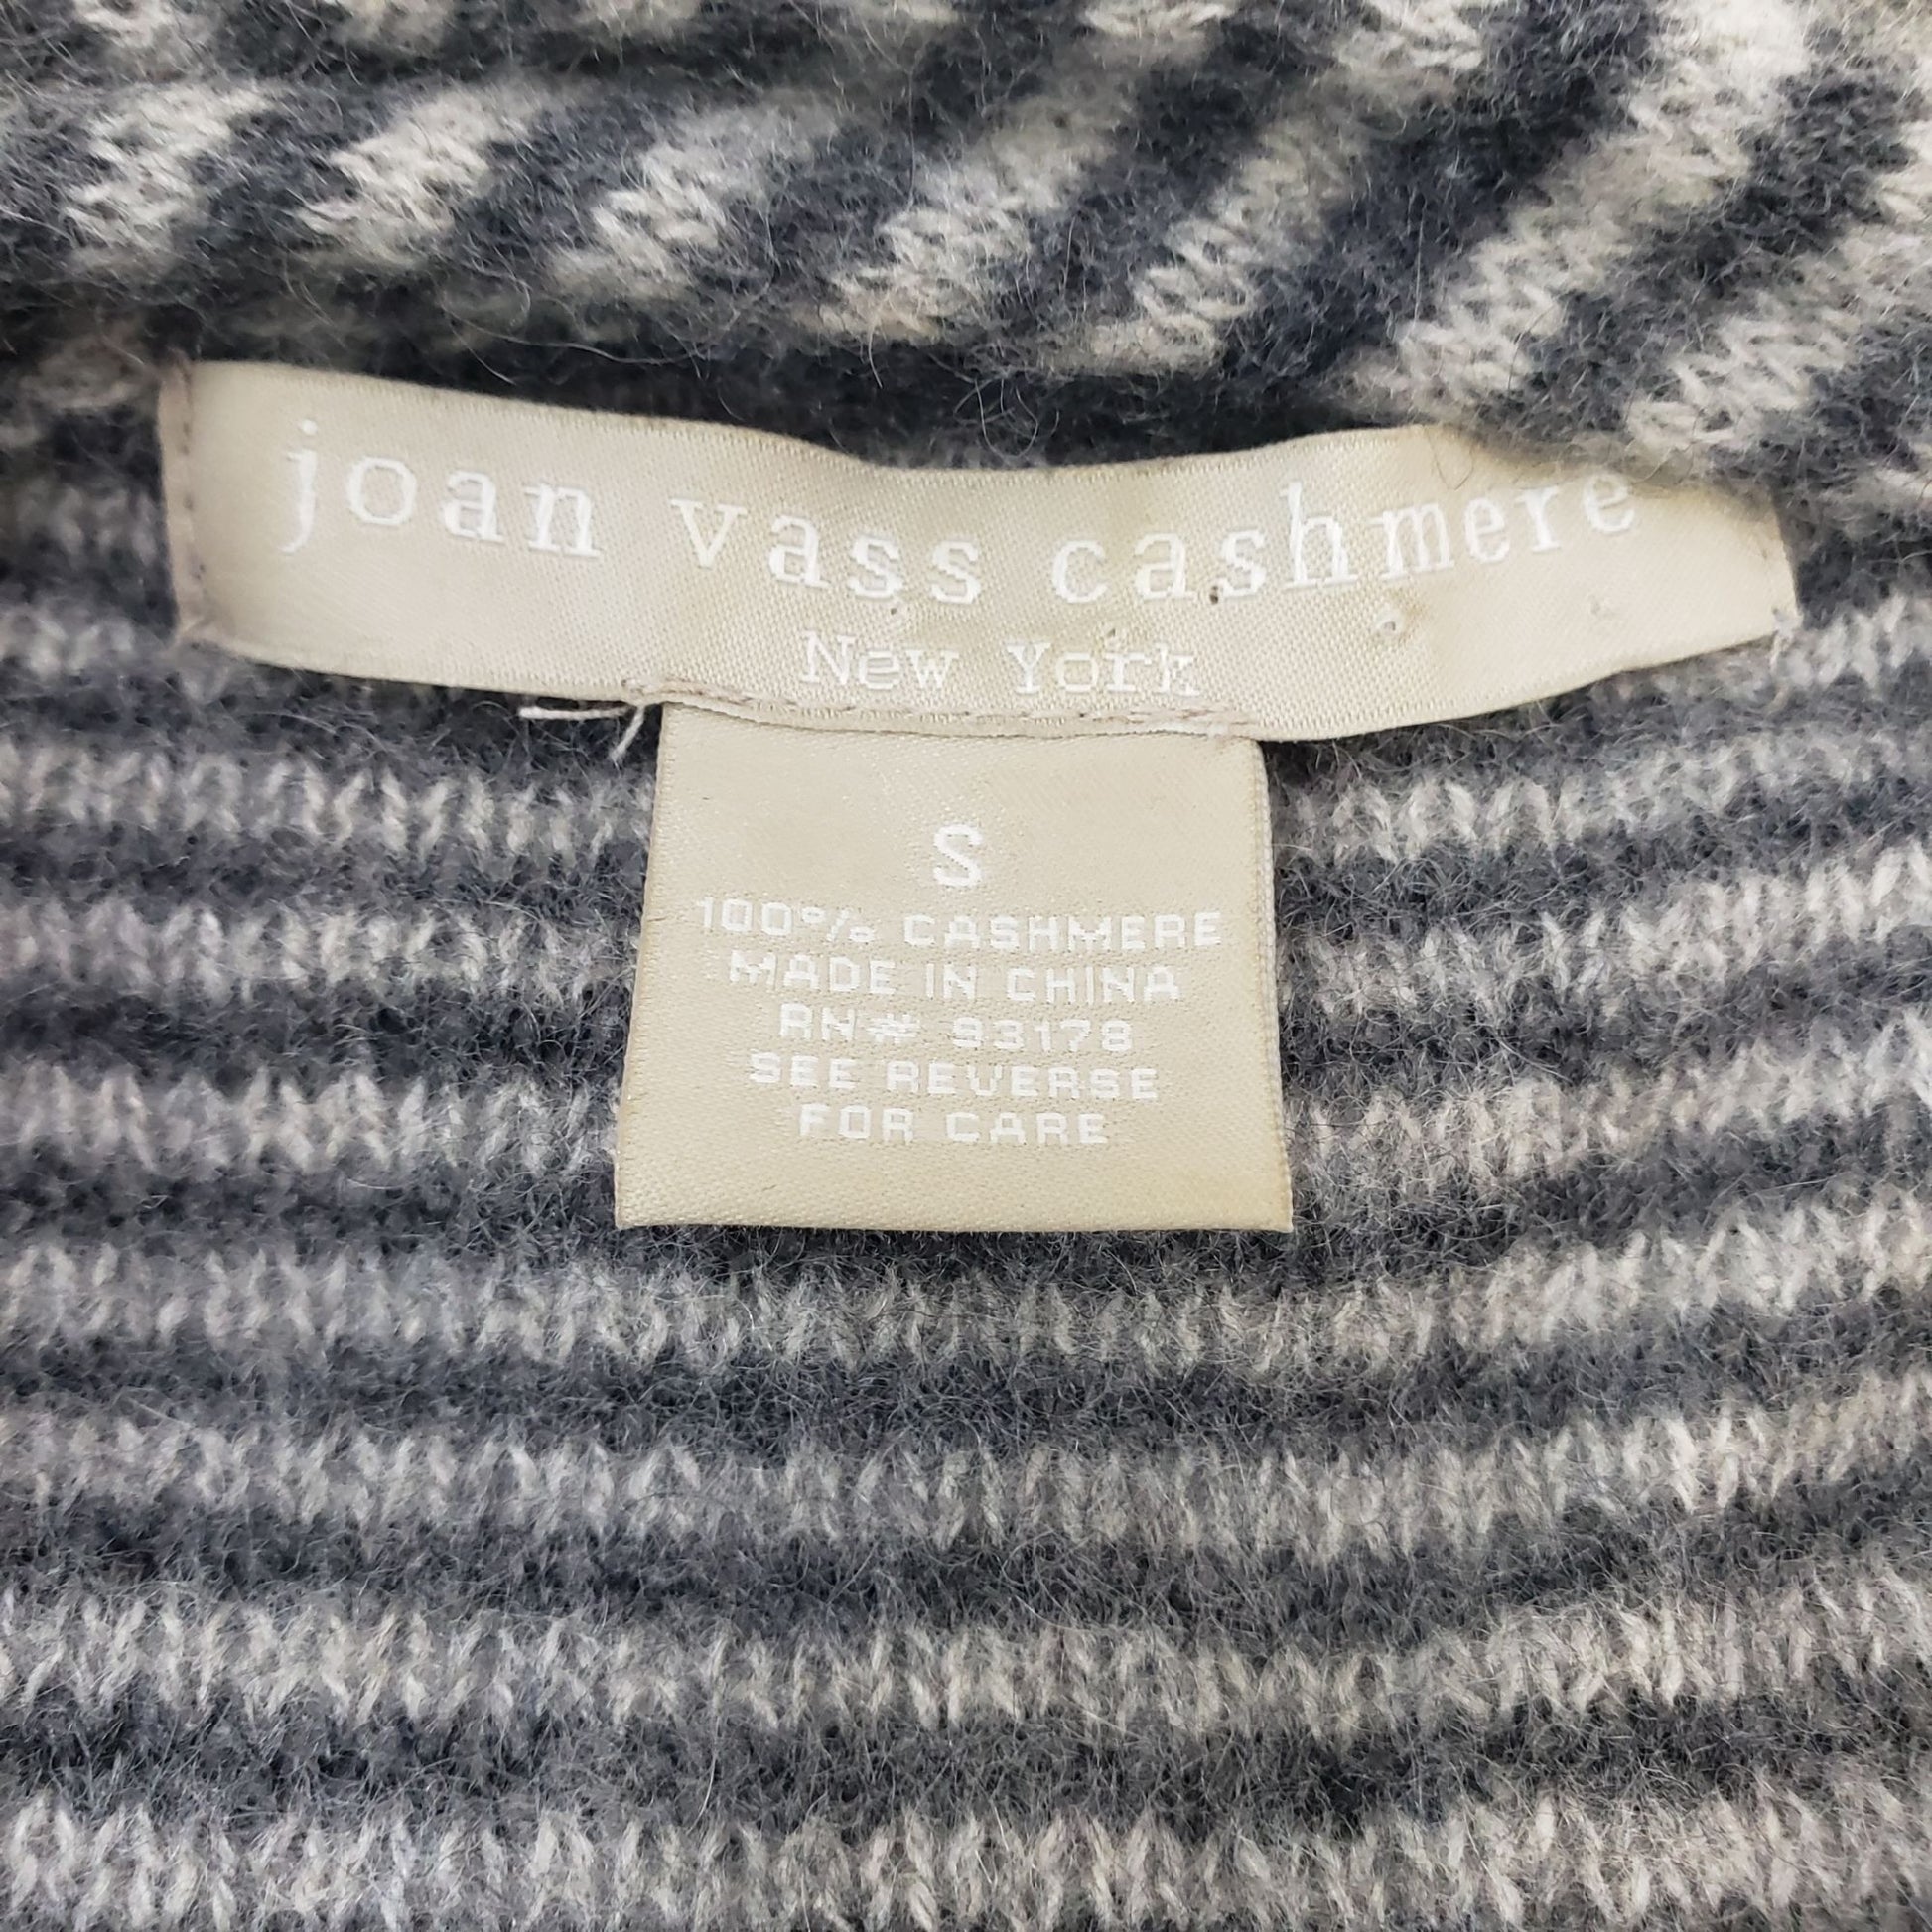 joan vass cashmere
New York
S
100% CASHMERE
MADE IN CHINA
RN# 93178
SEE REVERSE
FOR CARE